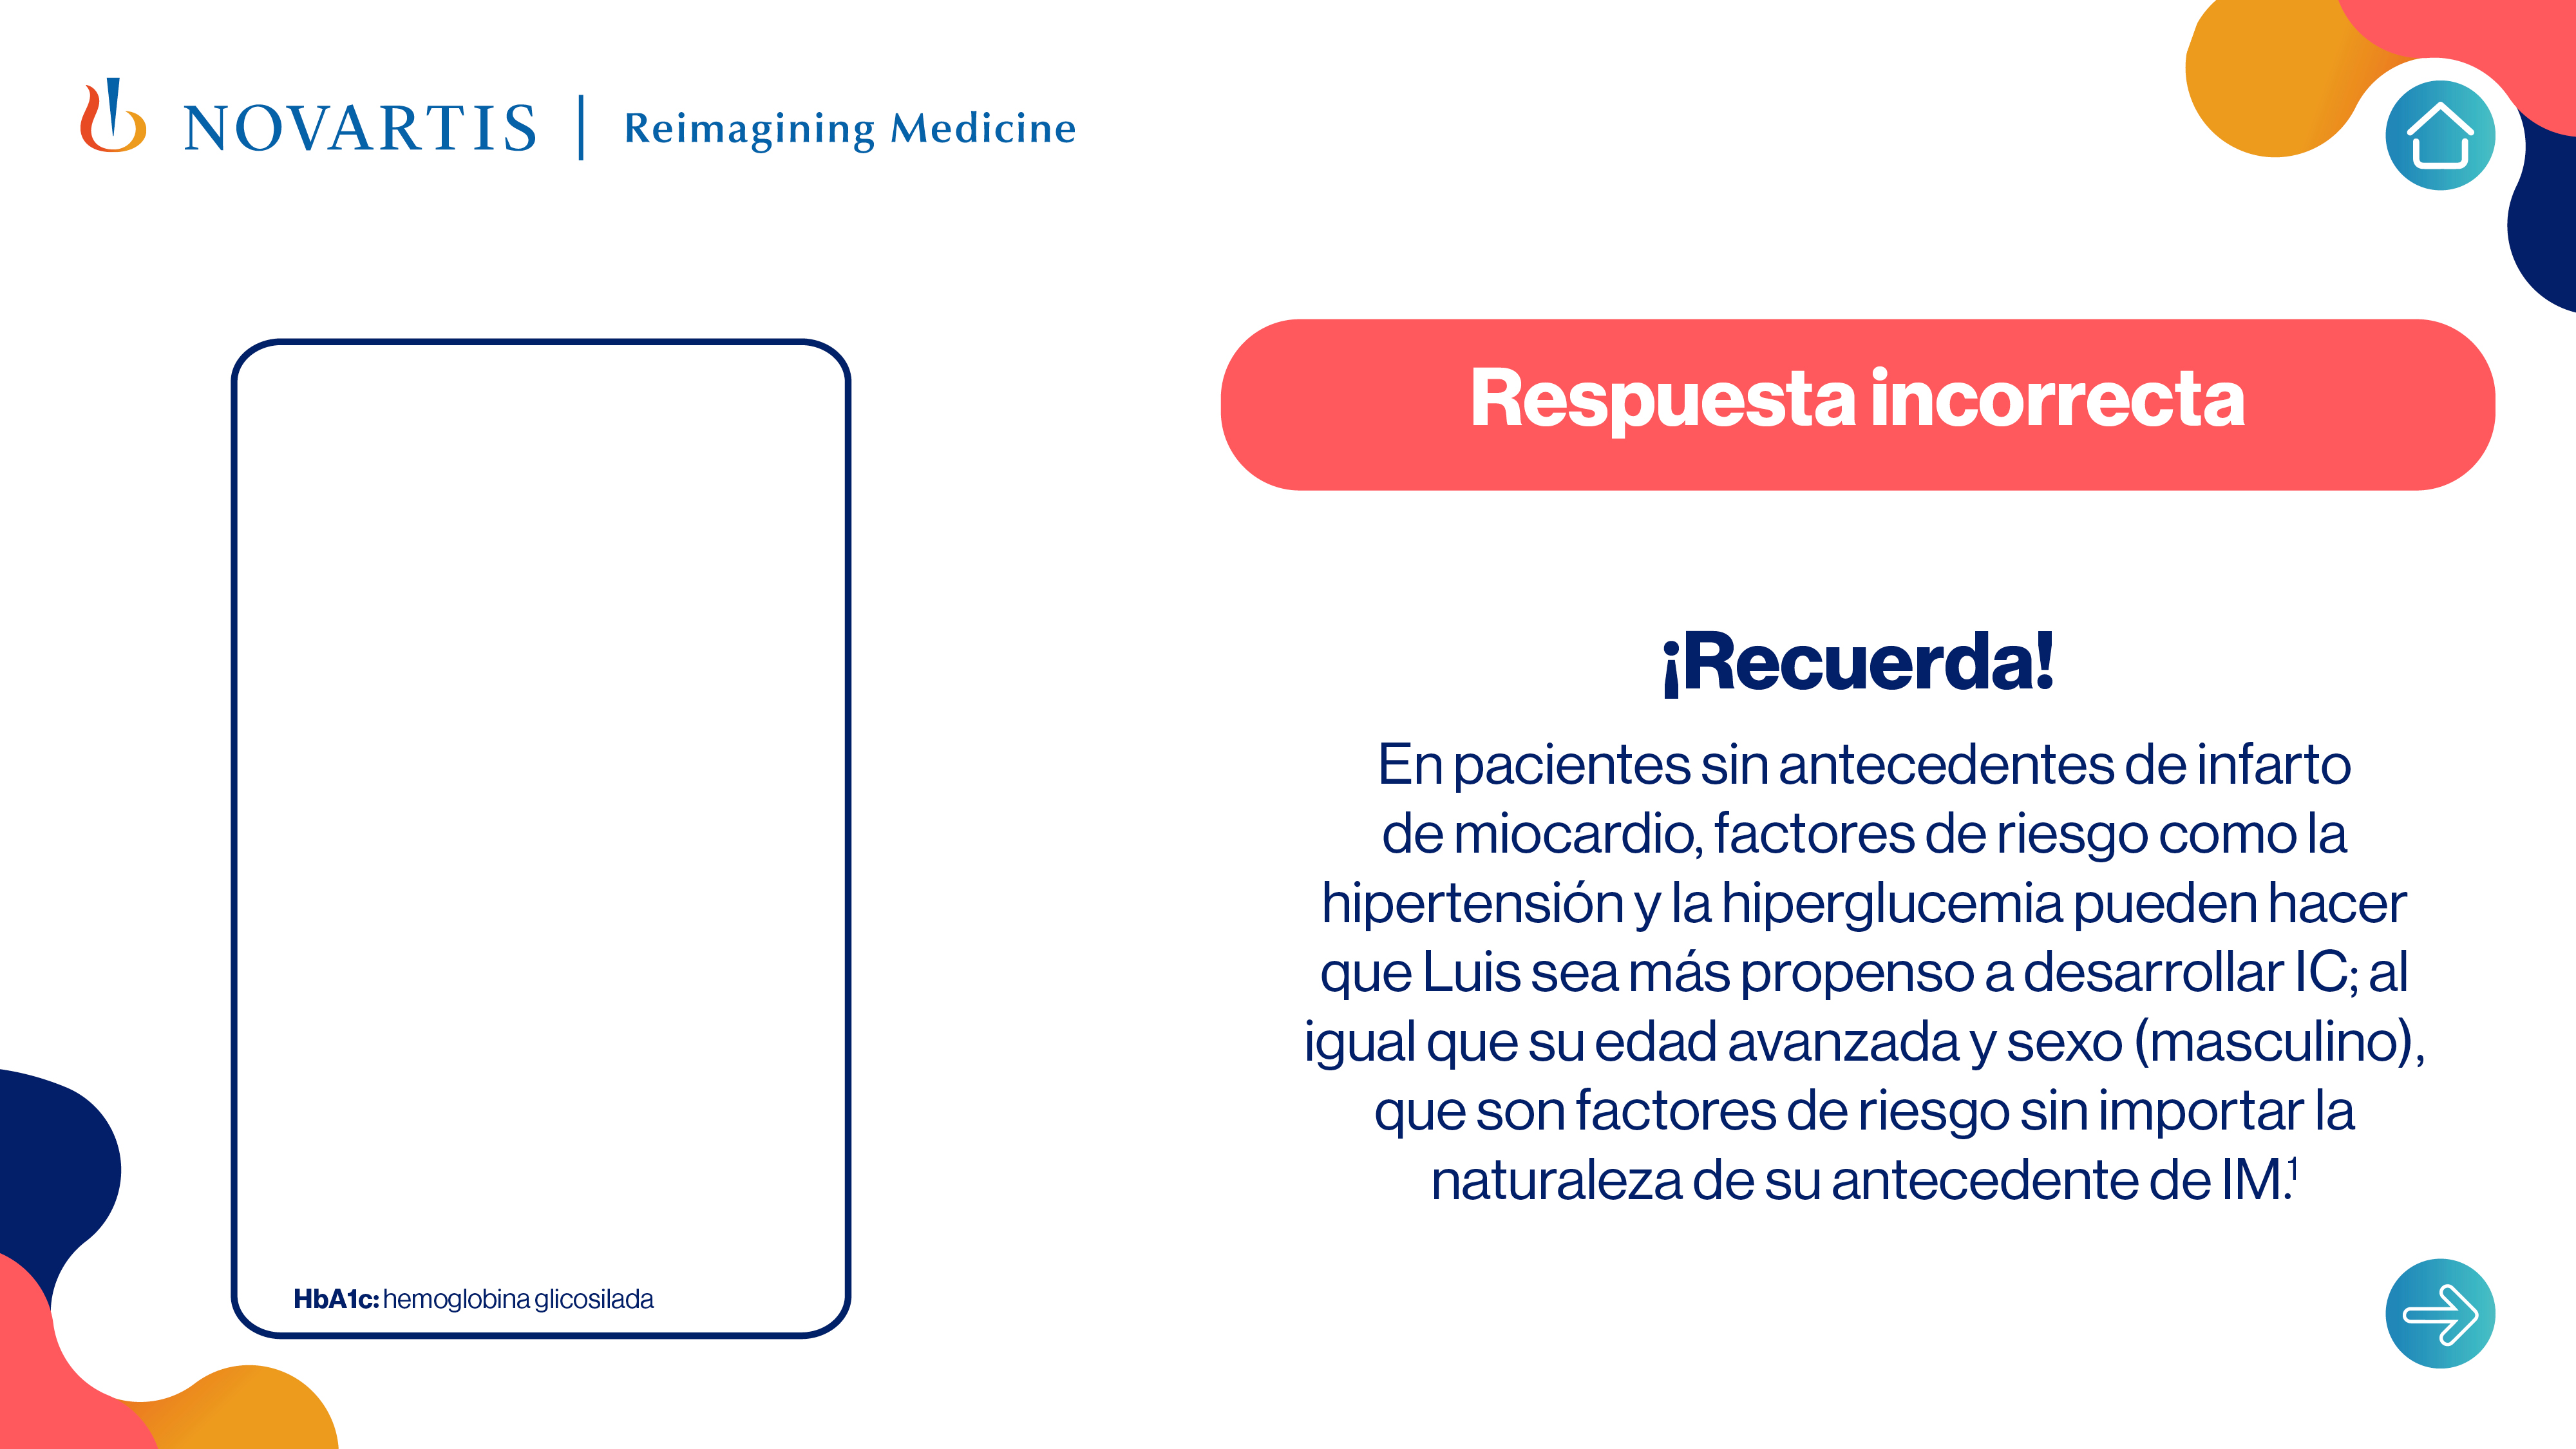 NOVARTIS | Reimagining Medicine
Respuesta incorrecta
¡Recuerda!
En pacientes sin antecedentes de infarto
de miocardio, factores de riesgo como la
hipertensión y la hiperglucemia pueden hacer
que Luis sea más propenso a desarrollar IC; al
igual que su edad avanzada y sexo (masculino),
que son factores de riesgo sin importar la
naturaleza de su antecedente de IM.¹
HbA1c: hemoglobina glicosilada